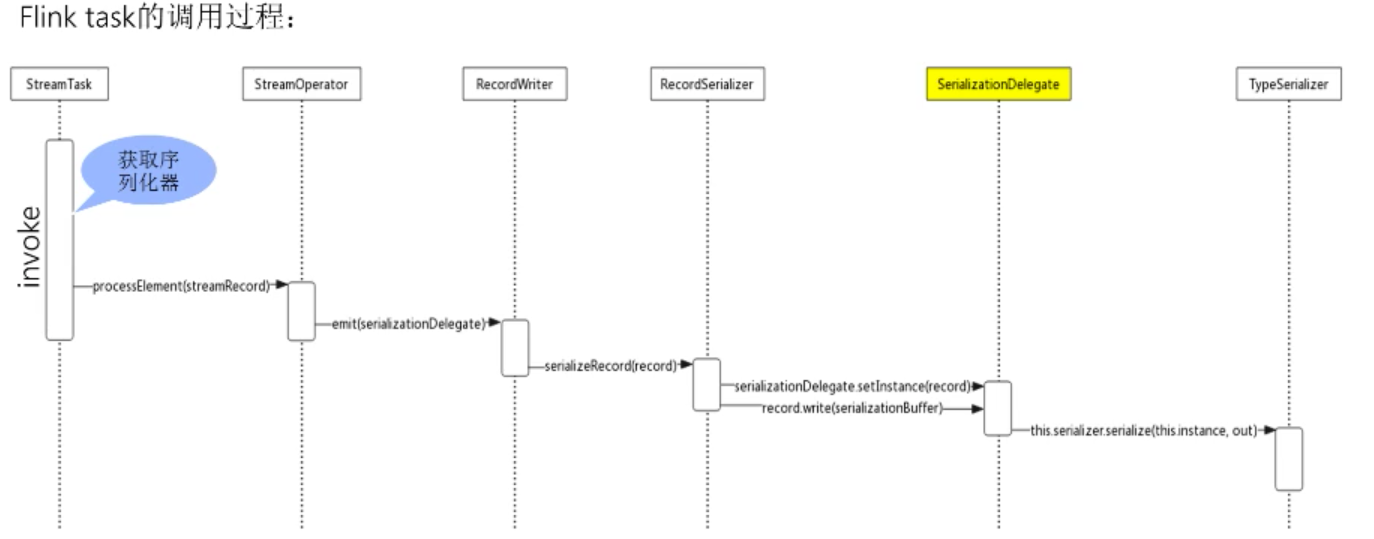 Flink task的调用过程：
StreamTask
StreamOperator
RecordWriter
RecordSerializer
SerializationDelegate
TypeSerializer
获取序
列化器
invoke
processElement(streamRecord)
emit(serializationDelegate)
serializeRecord(record)
serializationDelegate.setInstance(record)
record.write(serializationBuffer)
this.serializer.serialize(this.instance, out)